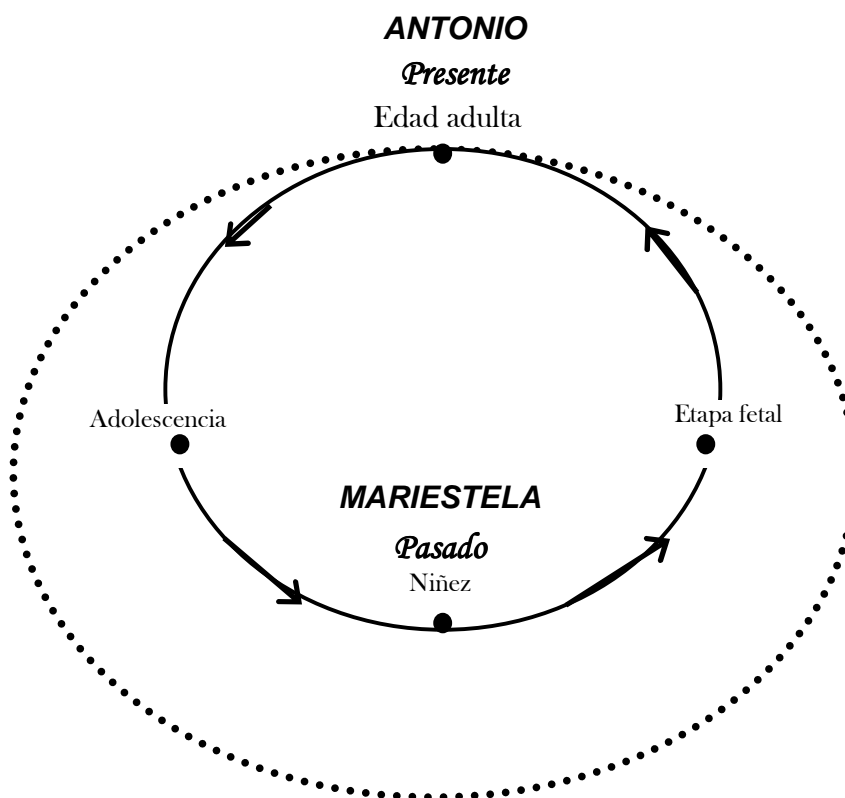 ANTONIO
Presente
Edad adulta
Adolescencia
Etapa fetal
MARIESTELA
Pasado
Niñez